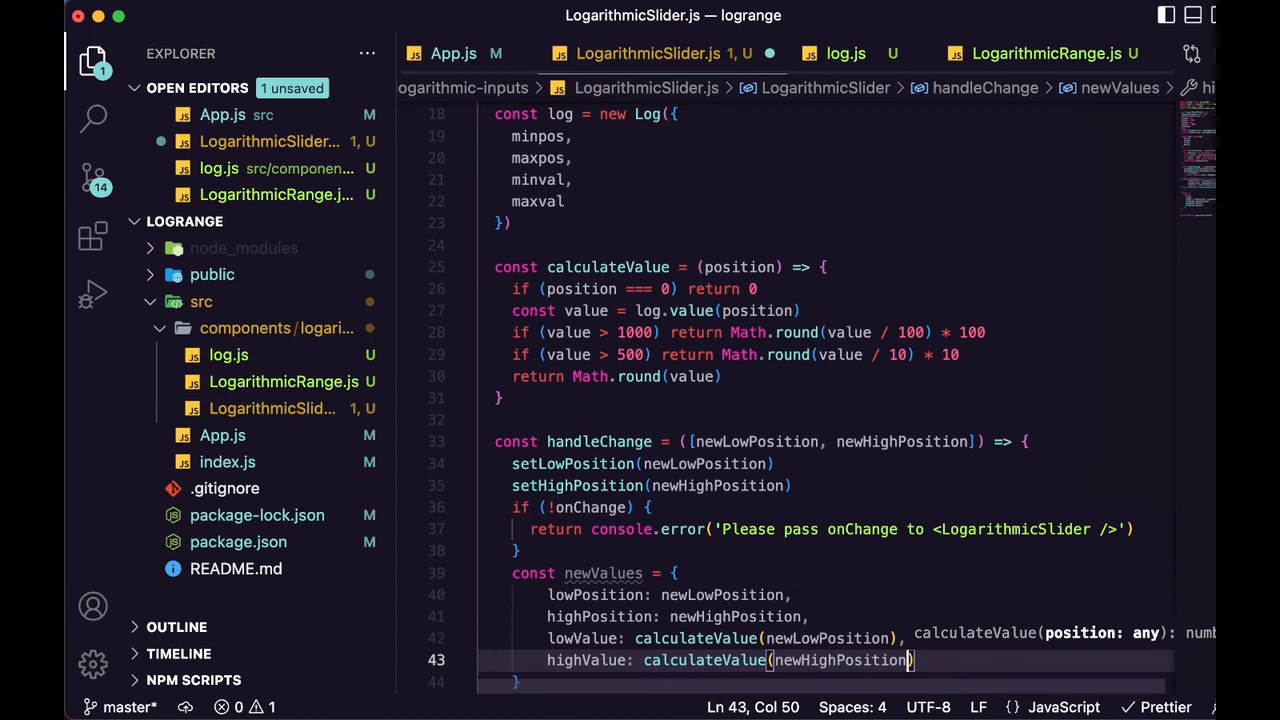 LogarithmicSlider.js — logrange
EXPLORER
OPEN EDITORS 1 unsaved
App.js src M
LogarithmicSlider... 1, U
log.js src/componen... U
LogarithmicRange.j... U
LOGRANGE
node_modules
public
src
components/logari...
log.js U
LogarithmicRange.js U
LogarithmicSlid... 1, U
App.js M
index.js M
.gitignore
package-lock.json M
package.json M
README.md
OUTLINE
TIMELINE
NPM SCRIPTS
1
14
App.js M LogarithmicSlider.js 1, U log.js U LogarithmicRange.js U
ogarithmic-inputs > LogarithmicSlider.js > LogarithmicSlider > handleChange > newValues > hi
18 const log = new Log({
19 minpos,
20 maxpos,
21 minval,
22 maxval
23 })
24
25 const calculateValue = (position) => {
26 if (position === 0) return 0
27 const value = log.value(position)
28 if (value > 1000) return Math.round(value / 100) * 100
29 if (value > 500) return Math.round(value / 10) * 10
30 return Math.round(value)
31 }
32
33 const handleChange = ([newLowPosition, newHighPosition]) => {
34 setLowPosition(newLowPosition)
35 setHighPosition(newHighPosition)
36 if (!onChange) {
37 return console.error('Please pass onChange to <LogarithmicSlider />')
38 }
39 const newValues = {
40 lowPosition: newLowPosition,
41 highPosition: newHighPosition,
42 lowValue: calculateValue(newLowPosition), calculateValue(position: any): numb
43 highValue: calculateValue(newHighPosition)
44 }
master* 0 1 Ln 43, Col 50 Spaces: 4 UTF-8 LF {} JavaScript Prettier